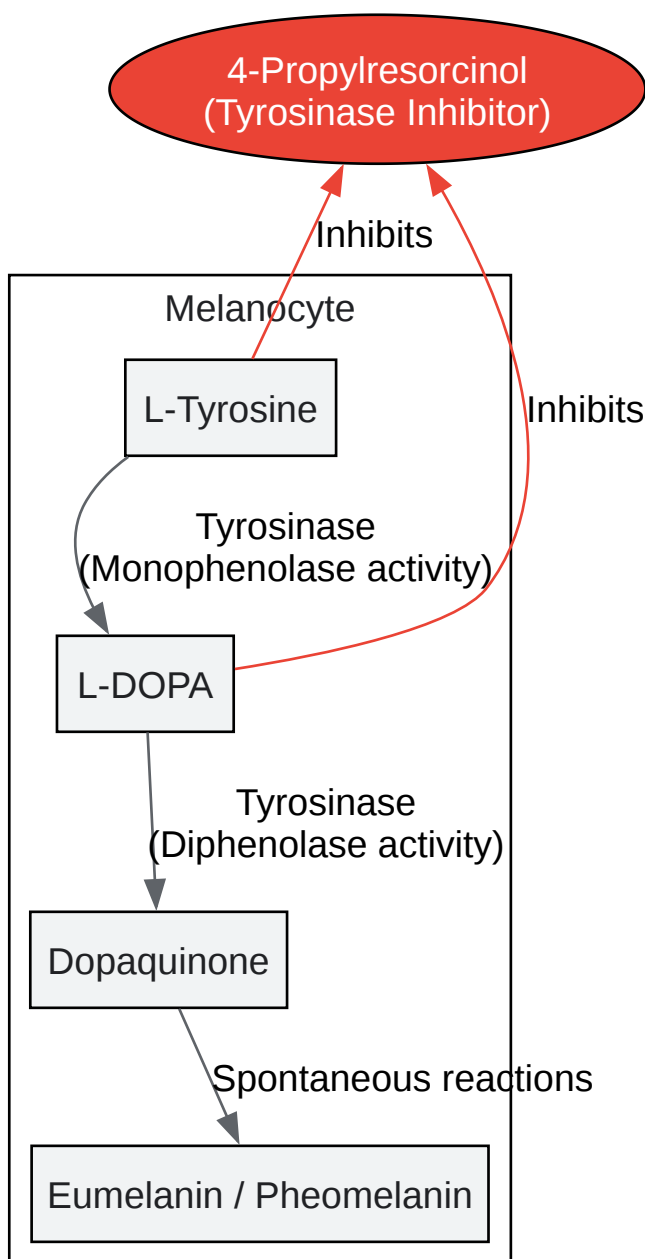 4-Propylresorcinol
(Tyrosinase Inhibitor)
Inhibits
Melanocyte
L-Tyrosine
Inhibits
Tyrosinase
(Monophenolase activity)
L-DOPA
Tyrosinase
(Diphenolase activity)
Dopaquinone
Spontaneous reactions
Eumelanin / Pheomelanin